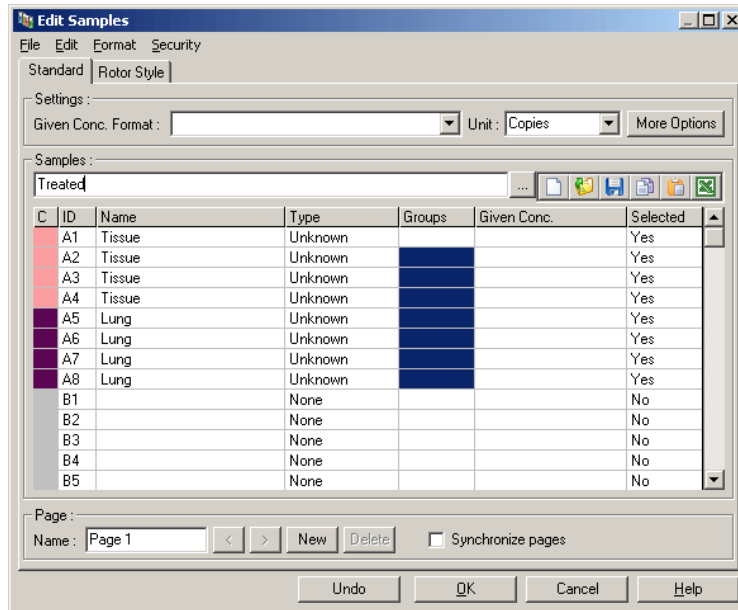 Edit Samples
File Edit Format Security
Standard Rotor Style
Settings :
Given Conc. Format : Unit : Copies More Options
Samples :
Treated ...
C ID Name Type Groups Given Conc. Selected
A1 Tissue Unknown Yes
A2 Tissue Unknown Yes
A3 Tissue Unknown Yes
A4 Tissue Unknown Yes
A5 Lung Unknown Yes
A6 Lung Unknown Yes
A7 Lung Unknown Yes
A8 Lung Unknown Yes
B1 None No
B2 None No
B3 None No
B4 None No
B5 None No
Page :
Name : Page 1 < > New Delete Synchronize pages
Undo OK Cancel Help